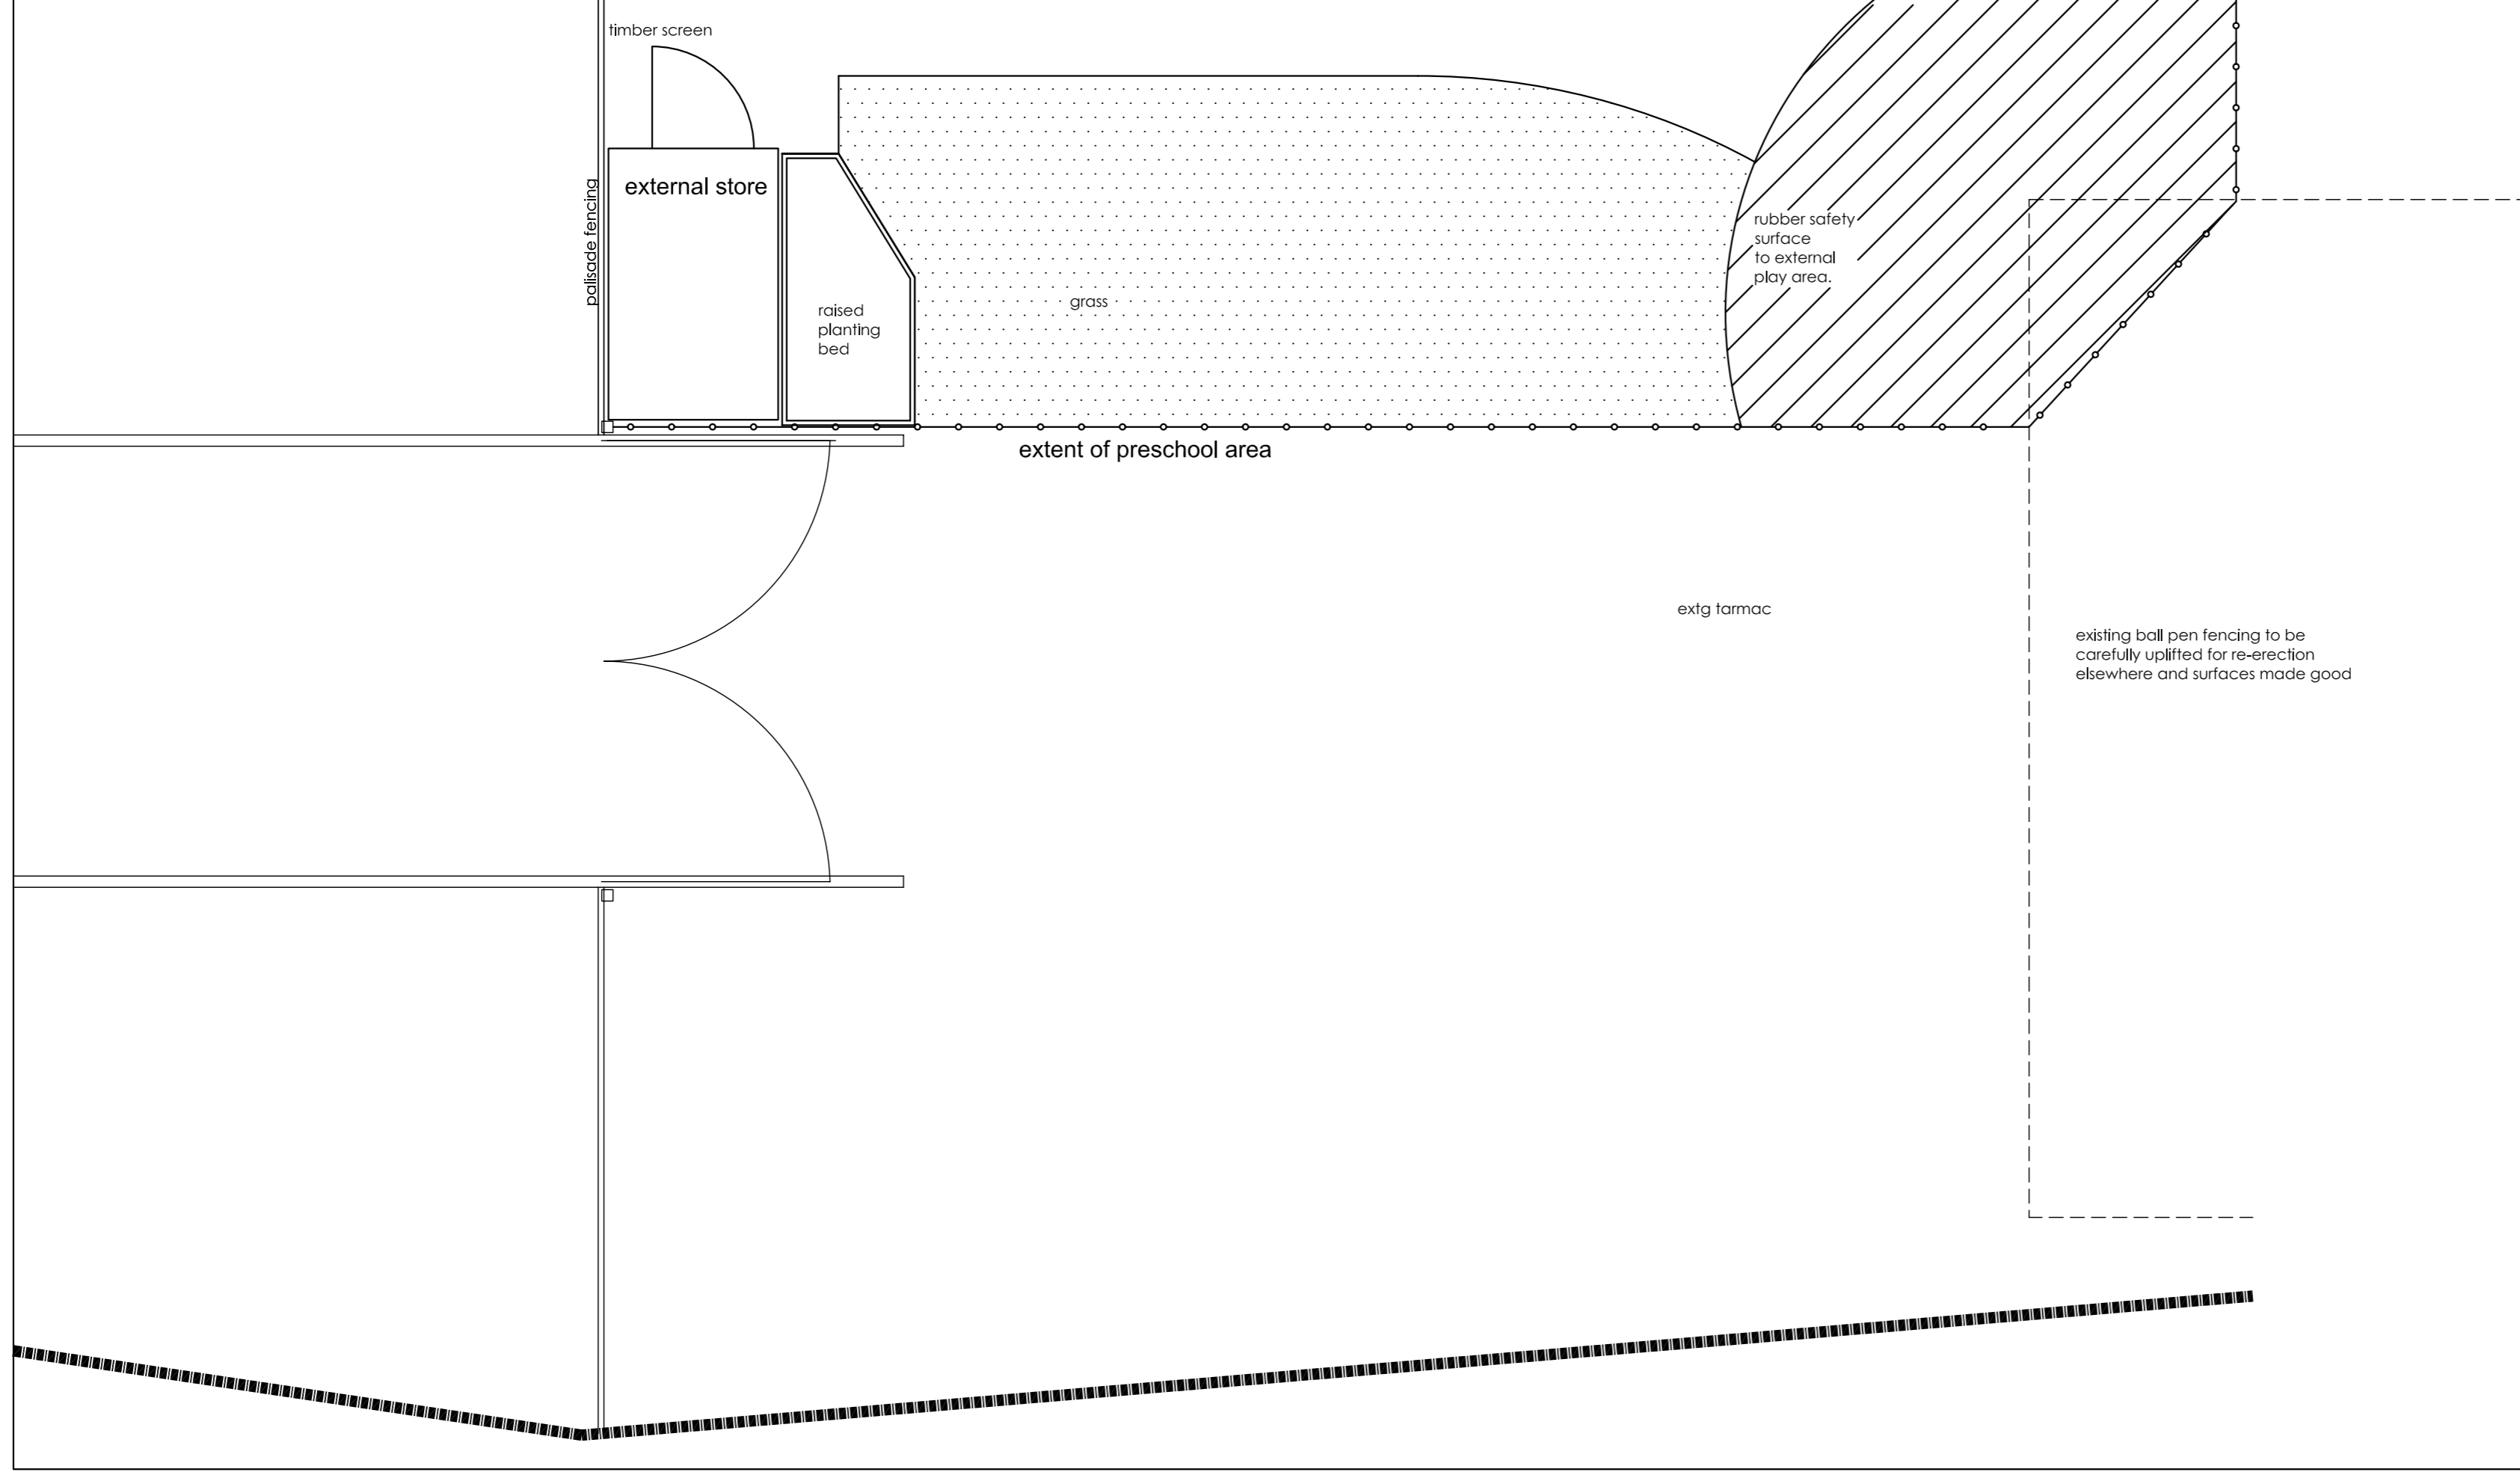 timber screen
external store
palisade fencing
raised
planting
bed
grass
rubber safety
surface
to external
play area.
extent of preschool area
extg tarmac
existing ball pen fencing to be
carefully uplifted for re-erection
elsewhere and surfaces made good